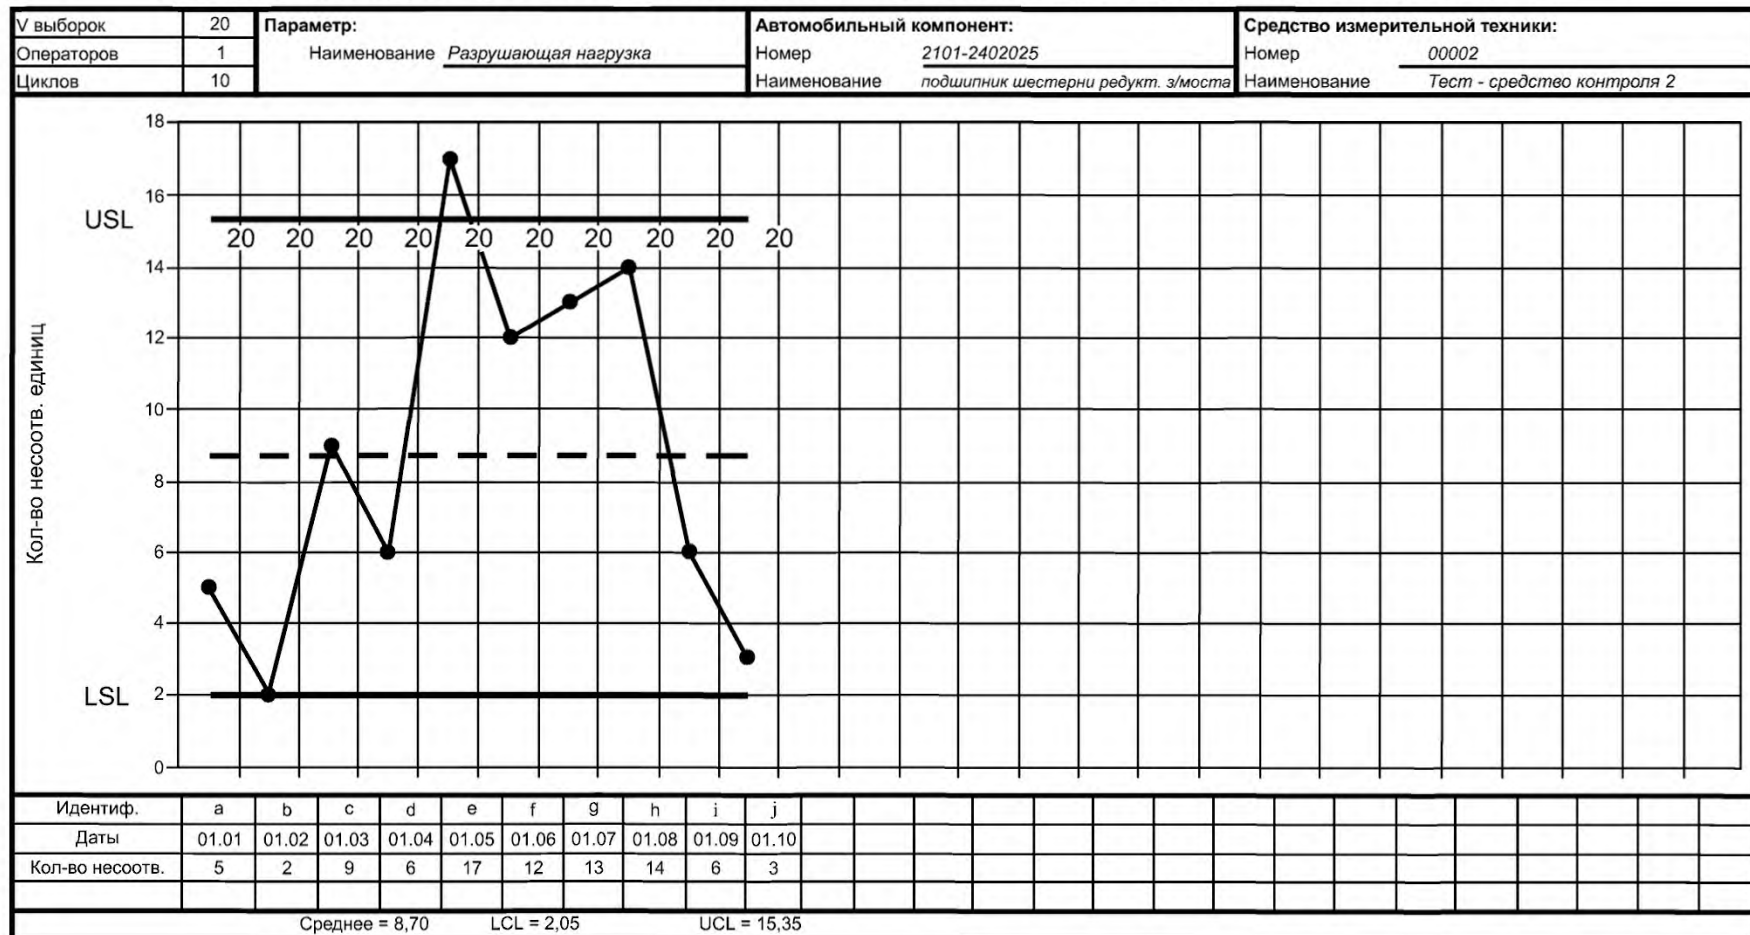 V выборок 20 Параметр: Автомобильный компонент: Средство измерительной техники:
Операторов 1 Наименование Разрушающая нагрузка Номер 2101-2402025 Номер 00002
Циклов 10 Наименование подшипник шестерни редукт. з/моста Наименование Тест - средство контроля 2
18
16
USL
20 20 20 20 20 20 20 20 20 20
14
12
Кол-во несоотв. единиц
10
8
6
4
LSL 2
0
Идентиф. a b c d e f g h i j
Даты 01.01 01.02 01.03 01.04 01.05 01.06 01.07 01.08 01.09 01.10
Кол-во несоотв. 5 2 9 6 17 12 13 14 6 3
Среднее = 8,70 LCL = 2,05 UCL = 15,35